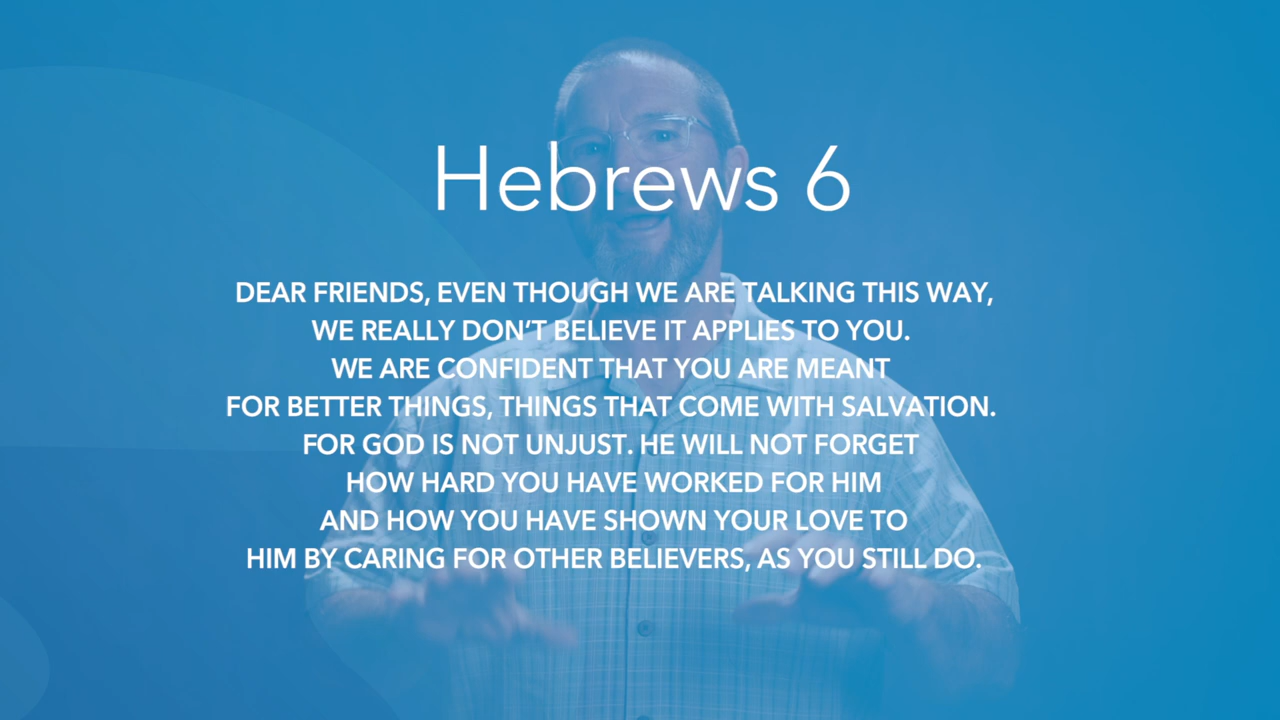 Hebrews 6
DEAR FRIENDS, EVEN THOUGH WE ARE TALKING THIS WAY,
WE REALLY DON’T BELIEVE IT APPLIES TO YOU.
WE ARE CONFIDENT THAT YOU ARE MEANT
FOR BETTER THINGS, THINGS THAT COME WITH SALVATION.
FOR GOD IS NOT UNJUST. HE WILL NOT FORGET
HOW HARD YOU HAVE WORKED FOR HIM
AND HOW YOU HAVE SHOWN YOUR LOVE TO
HIM BY CARING FOR OTHER BELIEVERS, AS YOU STILL DO.